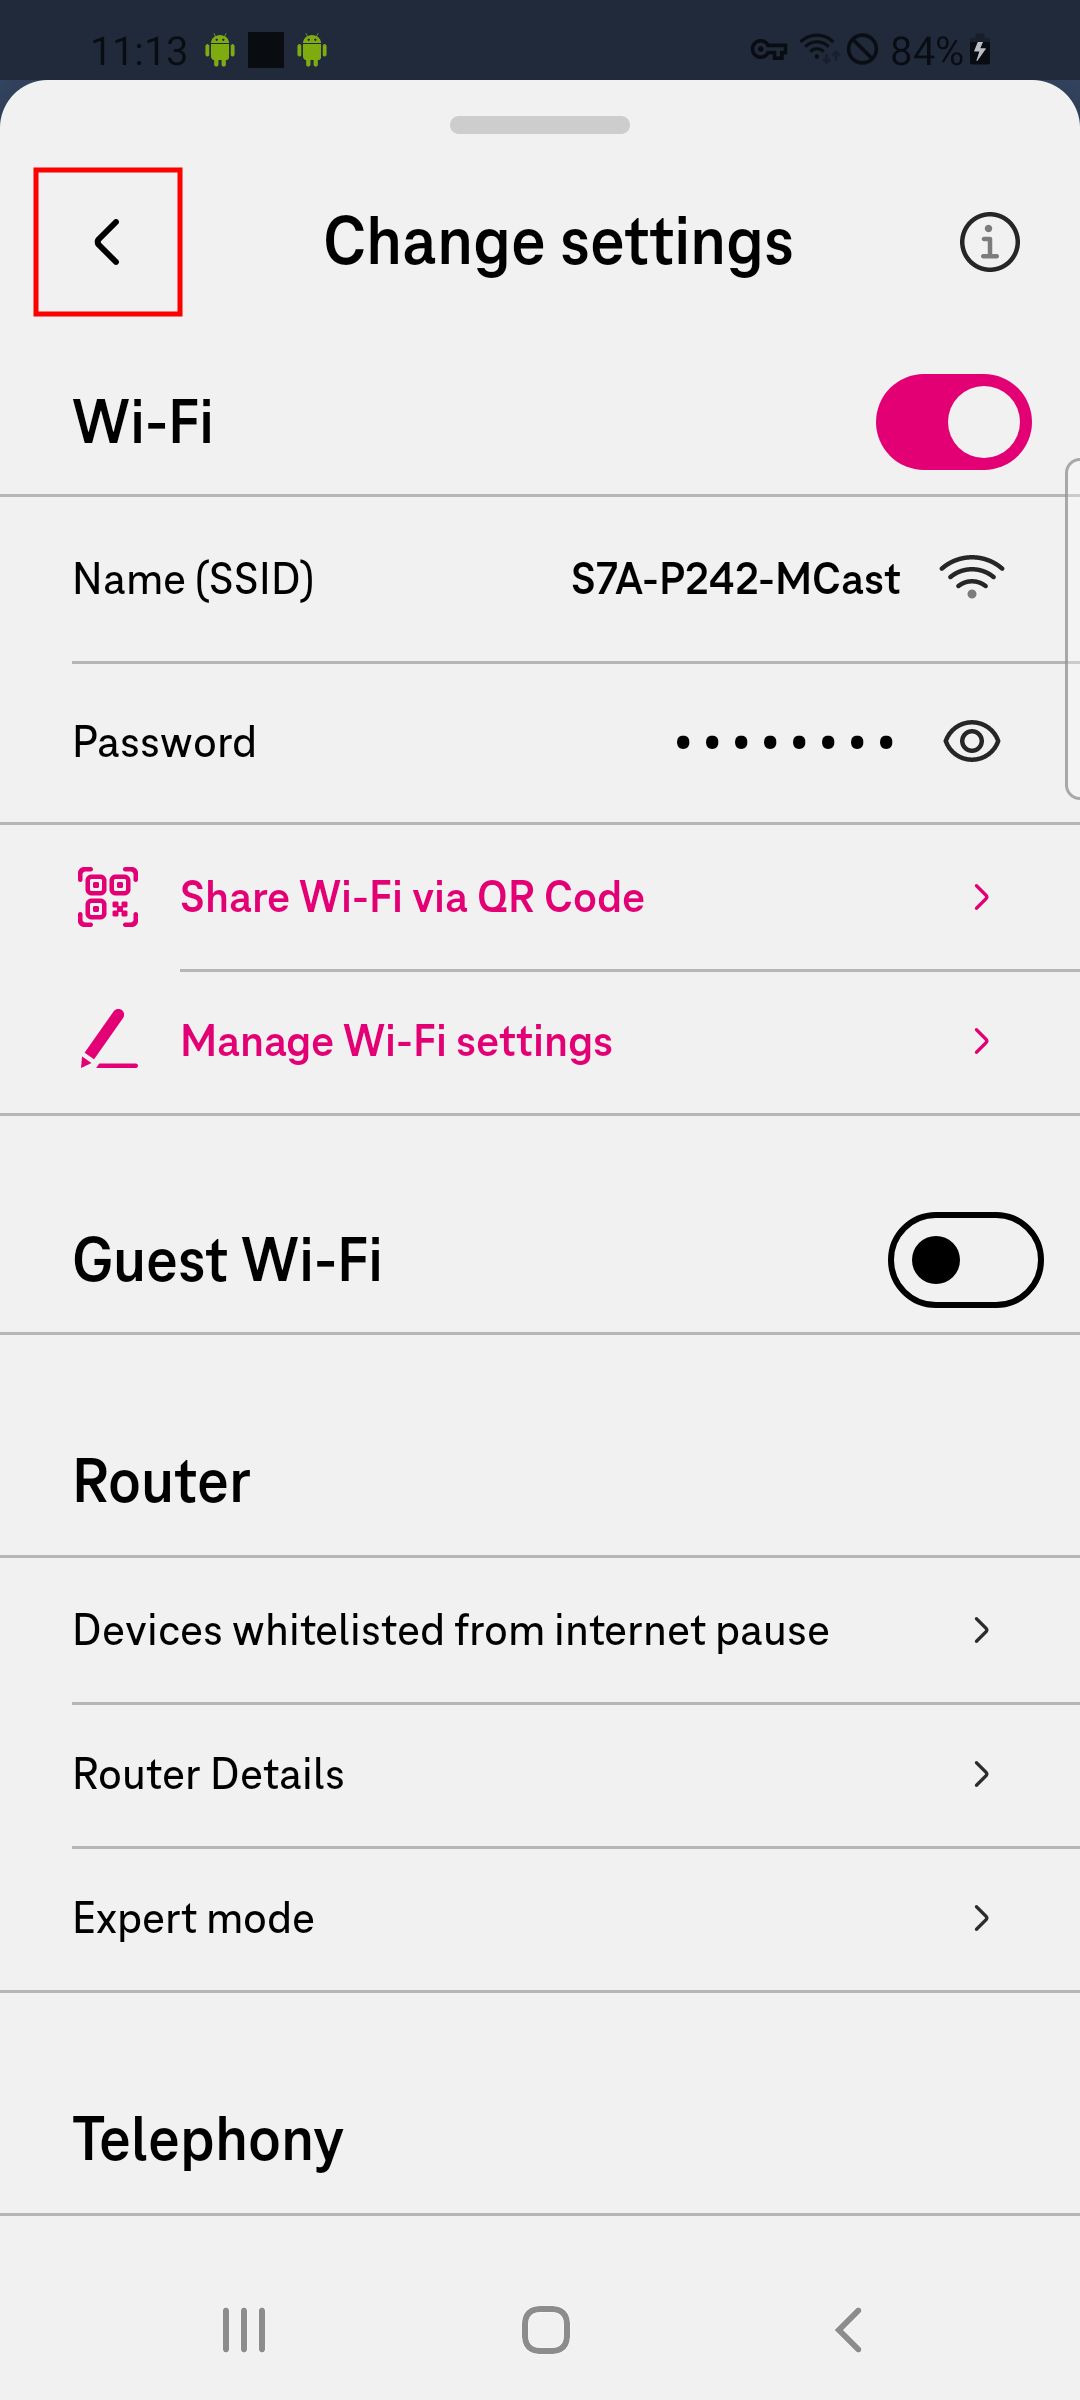 11:13 84%
Change settings
Wi-Fi
Name (SSID) S7A-P242-MCast
Password ••••••••
Share Wi-Fi via QR Code
Manage Wi-Fi settings
Guest Wi-Fi
Router
Devices whitelisted from internet pause
Router Details
Expert mode
Telephony